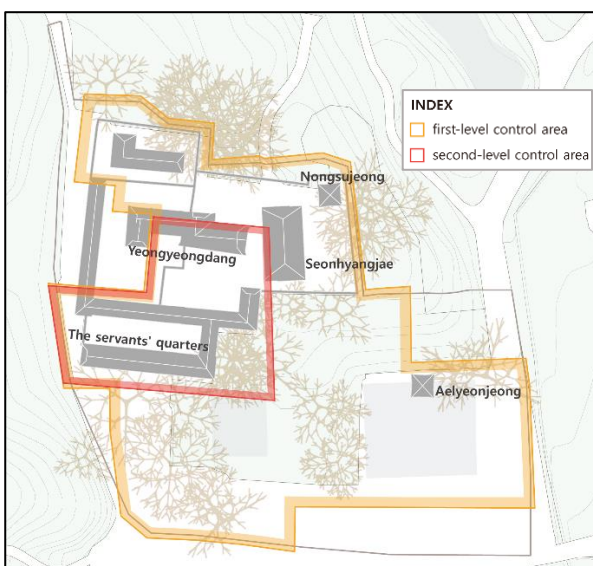 INDEX
first-level control area
second-level control area
Nongsujeong
Yeongyeongdang
Seonhyangjae
The servants' quarters
Aelyeonjeong